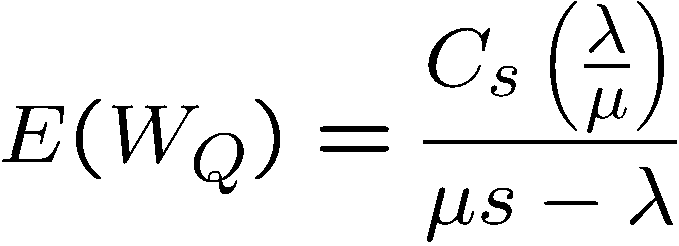 E(W_Q) = \frac{C_s \left( \frac{\lambda}{\mu} \right)}{\mu s - \lambda}